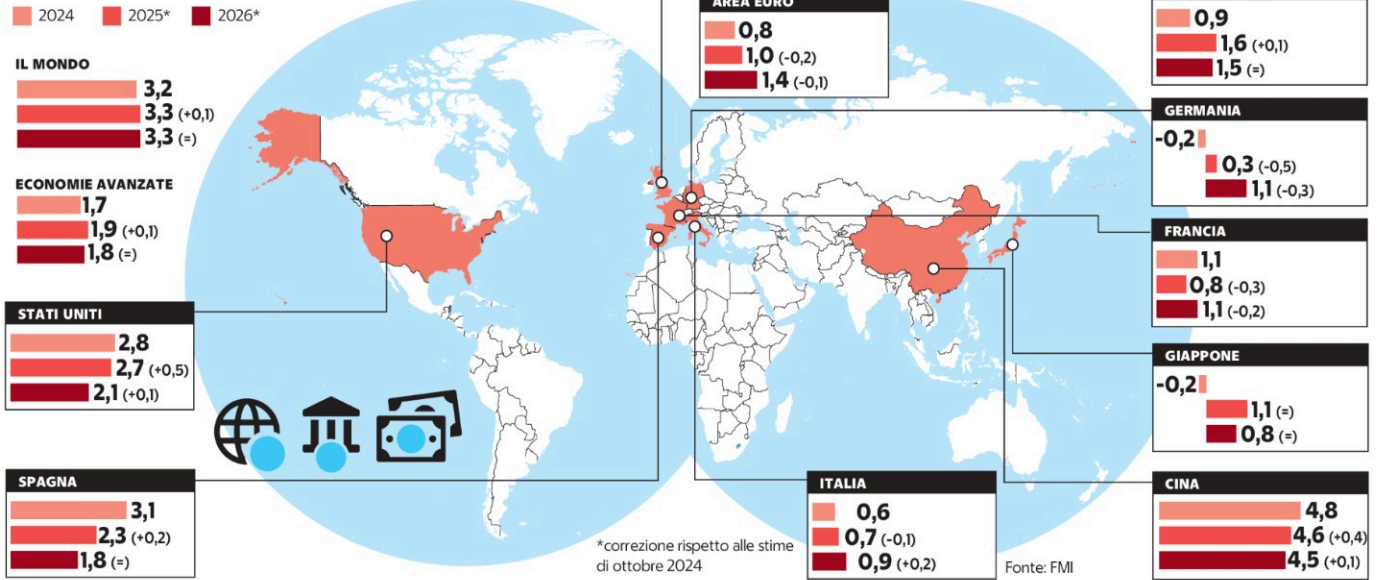 2024 2025* 2026*
IL MONDO
3,2
3,3 (+0,1)
3,3 (=)
ECONOMIE AVANZATE
1,7
1,9 (+0,1)
1,8 (=)
STATI UNITI
2,8
2,7 (+0,5)
2,1 (+0,1)
SPAGNA
3,1
2,3 (+0,2)
1,8 (=)
AREA EURO
0,8
1,0 (-0,2)
1,4 (-0,1)
0,9
1,6 (+0,1)
1,5 (=)
GERMANIA
-0,2
0,3 (-0,5)
1,1 (-0,3)
FRANCIA
1,1
0,8 (-0,3)
1,1 (-0,2)
GIAPPONE
-0,2
1,1 (=)
0,8 (=)
ITALIA
0,6
0,7 (-0,1)
0,9 (+0,2)
CINA
4,8
4,6 (+0,4)
4,5 (+0,1)
*correzione rispetto alle stime
di ottobre 2024
Fonte: FMI